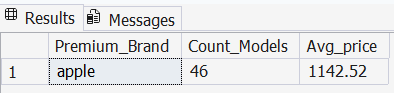 Results Messages
Premium_Brand Count_Models Avg_price
1 apple 46 1142.52